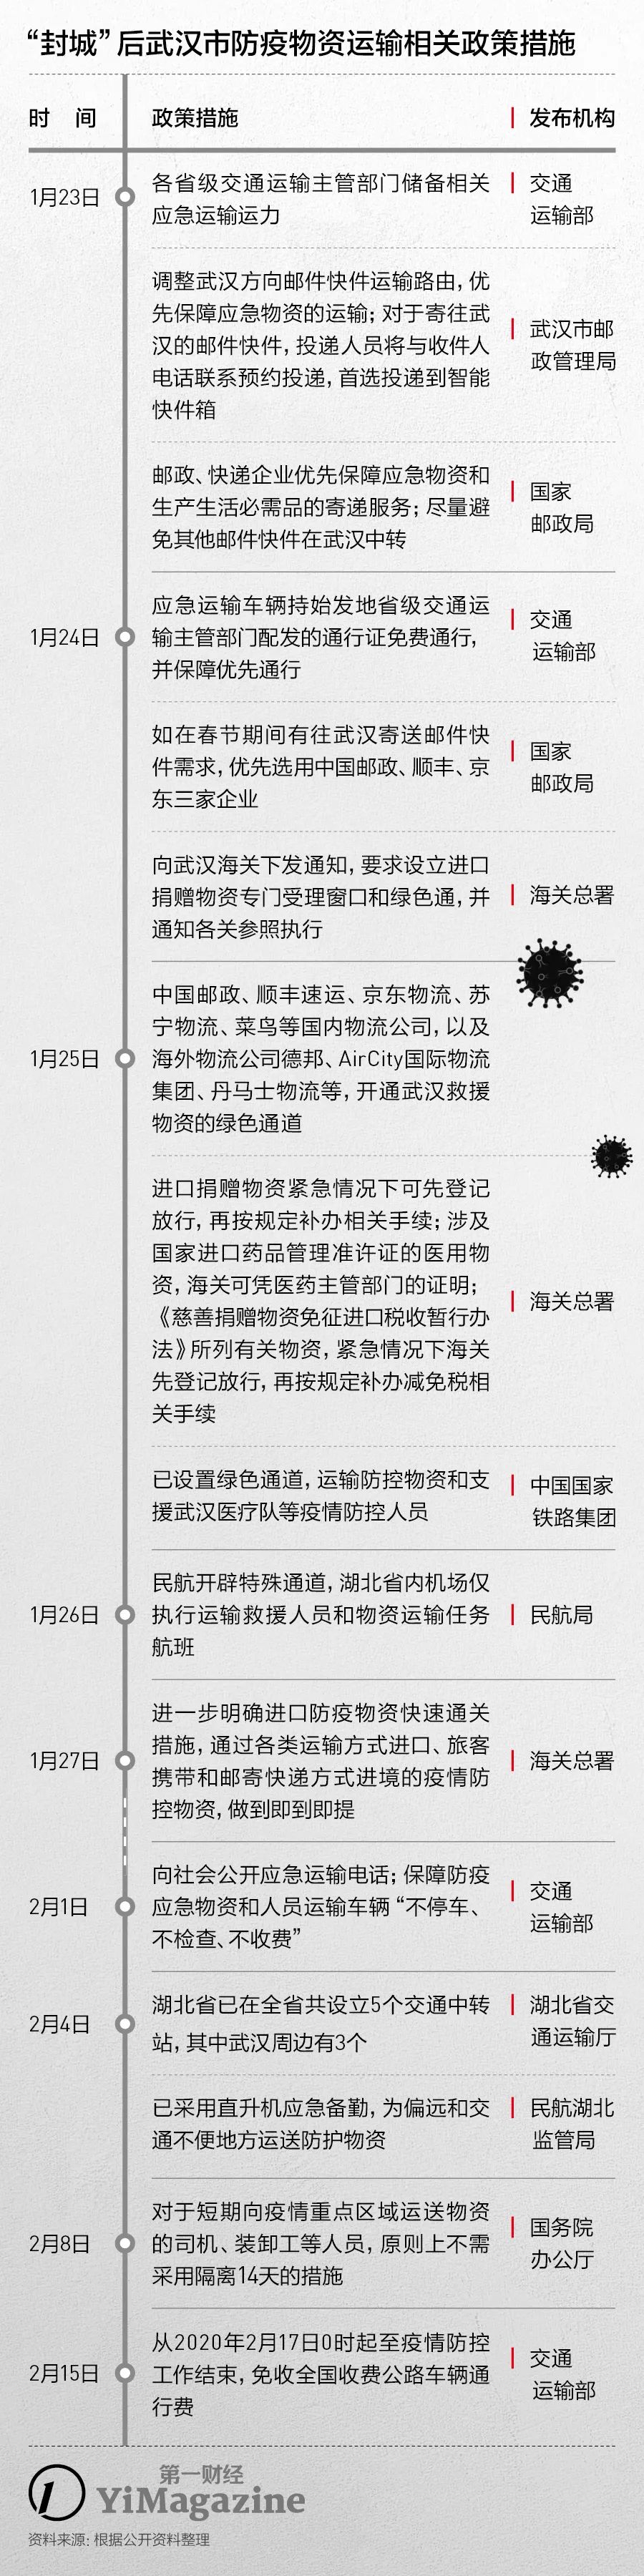 “封城”后武汉市防疫物资运输相关政策措施
时 间
政策措施
发布机构
1月23日
各省级交通运输主管部门储备相关
应急运输运力
交通
运输部
调整武汉方向邮件快件运输路由,优
先保障应急物资的运输;对于寄往武
汉的邮件快件,投递人员将与收件人
电话联系预约投递,首选投递到智能
快件箱
武汉市邮
政管理局
邮政、快递企业优先保障应急物资和
生产生活必需品的寄递服务;尽量避
免其他邮件快件在武汉中转
国家
邮政局
1月24日
应急运输车辆持始发地省级交通运
输主管部门配发的通行证免费通行,
并保障优先通行
交通
运输部
如在春节期间有往武汉寄送邮件快
件需求,优先选用中国邮政、顺丰、京
东三家企业
国家
邮政局
向武汉海关下发通知,要求设立进口
捐赠物资专门受理窗口和绿色通,并
通知各关参照执行
海关总署
1月25日
中国邮政、顺丰速运、京东物流、苏
宁物流、菜鸟等国内物流公司,以及
海外物流公司德邦、AirCity国际物流
集团、丹马士物流等,开通武汉救援
物资的绿色通道
进口捐赠物资紧急情况下可先登记
放行,再按规定补办相关手续;涉及
国家进口药品管理准许证的医用物
资,海关可凭医药主管部门的证明;
《慈善捐赠物资免征进口税收暂行办
法》所列有关物资,紧急情况下海关
先登记放行,再按规定补办减免税相
关手续
海关总署
已设置绿色通道,运输防控物资和支
援武汉医疗队等疫情防控人员
中国国家
铁路集团
1月26日
民航开辟特殊通道,湖北省内机场仅
执行运输救援人员和物资运输任务
航班
民航局
1月27日
进一步明确进口防疫物资快速通关
措施,通过各类运输方式进口、旅客
携带和邮寄快递方式进境的疫情防
控物资,做到即到即提
海关总署
2月1日
向社会公开应急运输电话;保障防疫
应急物资和人员运输车辆“不停车、
不检查、不收费”
交通
运输部
2月4日
湖北省已在全省共设立5个交通中转
站,其中武汉周边有3个
湖北省交
通运输厅
已采用直升机应急备勤,为偏远和交
通不便地方运送防护物资
民航湖北
监管局
2月8日
对于短期向疫情重点区域运送物资
的司机、装卸工等人员,原则上不需
采用隔离14天的措施
国务院
办公厅
2月15日
从2020年2月17日0时起至疫情防控
工作结束,免收全国收费公路车辆通
行费
交通
运输部
第一财经
YiMagazine
资料来源:根据公开资料整理